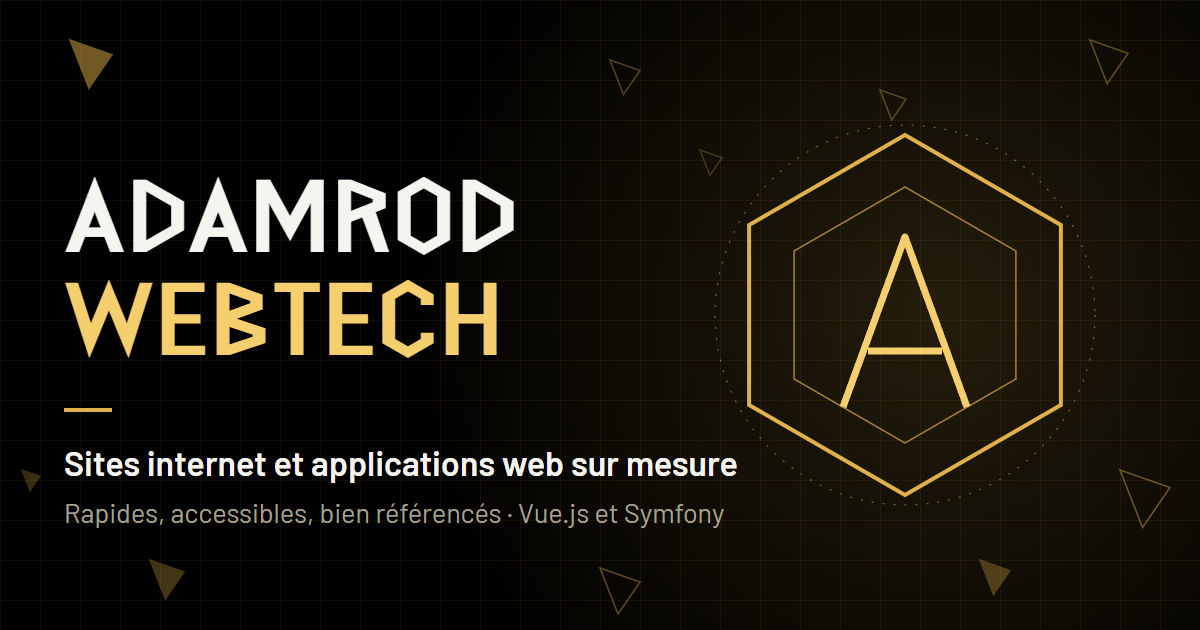 ADAMROD
WEBTECH
A
Sites internet et applications web sur mesure
Rapides, accessibles, bien référencés · Vue.js et Symfony